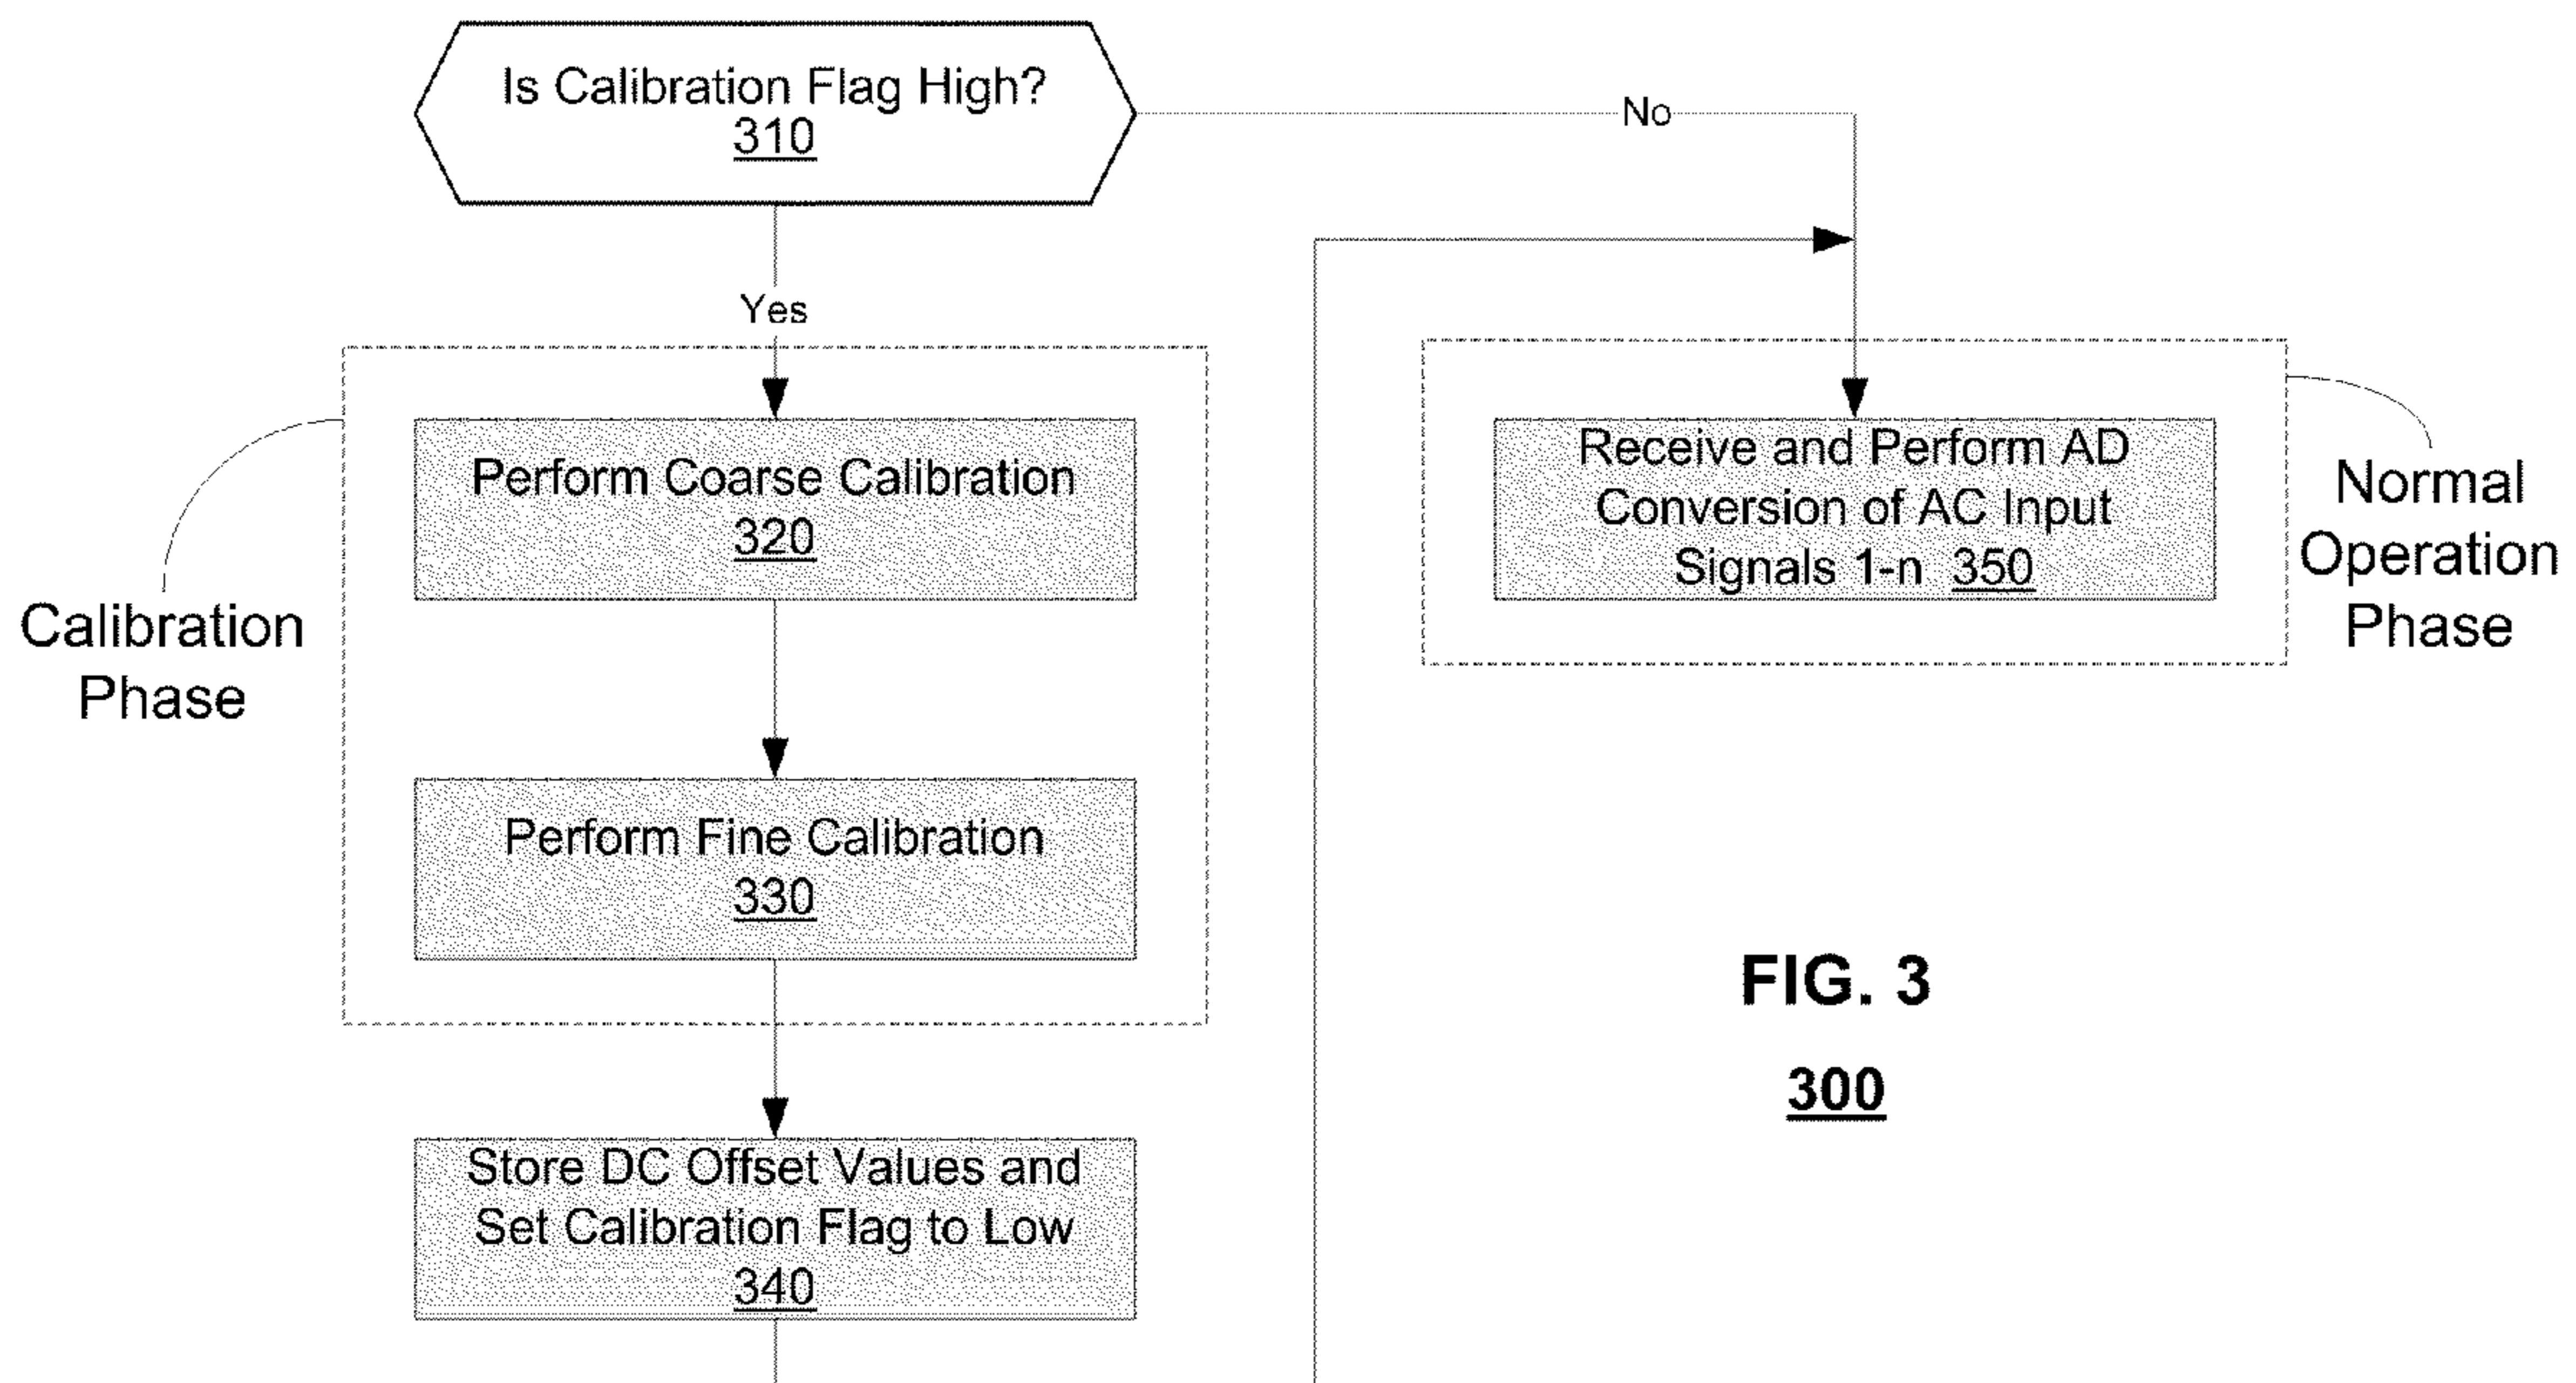 Is Calibration Flag High?
310
No
Yes
Calibration
Phase
Perform Coarse Calibration
320
Perform Fine Calibration
330
Store DC Offset Values and
Set Calibration Flag to Low
340
Receive and Perform AD
Conversion of AC Input
Signals 1-n 350
Normal
Operation
Phase
FIG. 3
300